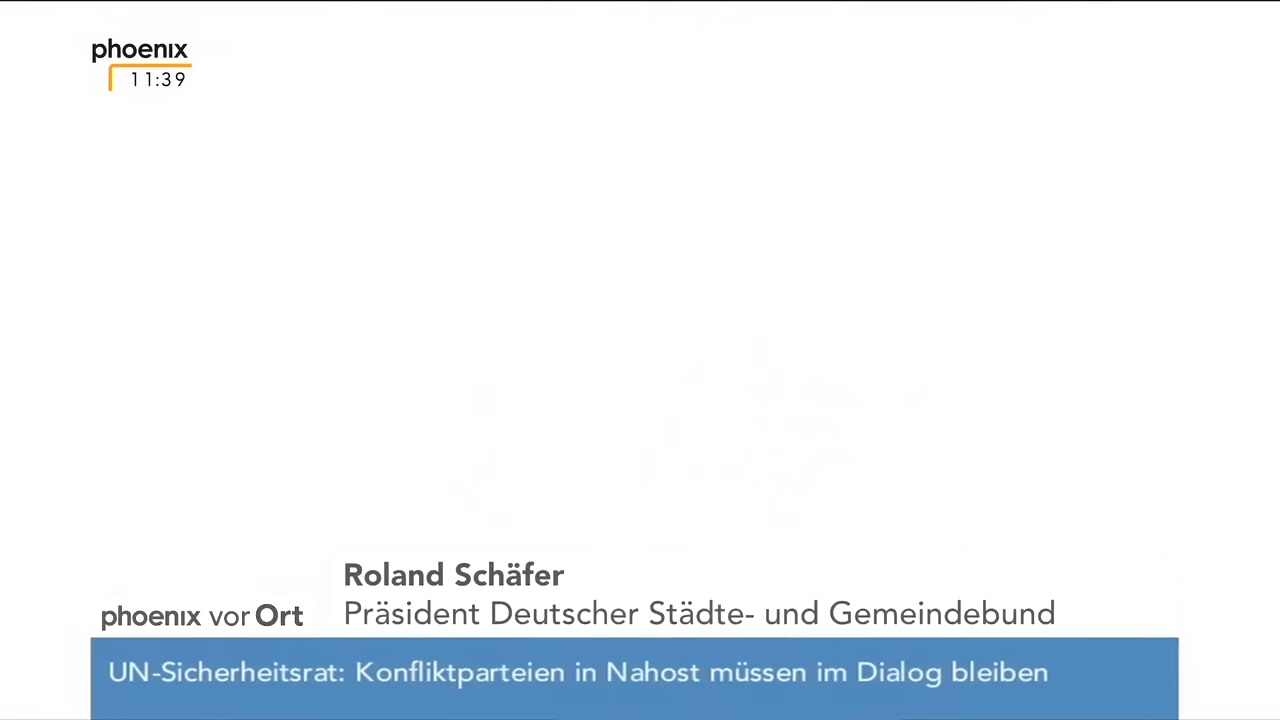 phoenix
11:39
Roland Schäfer
Präsident Deutscher Städte- und Gemeindebund
phoenix vor Ort
UN-Sicherheitsrat: Konfliktparteien in Nahost müssen im Dialog bleiben